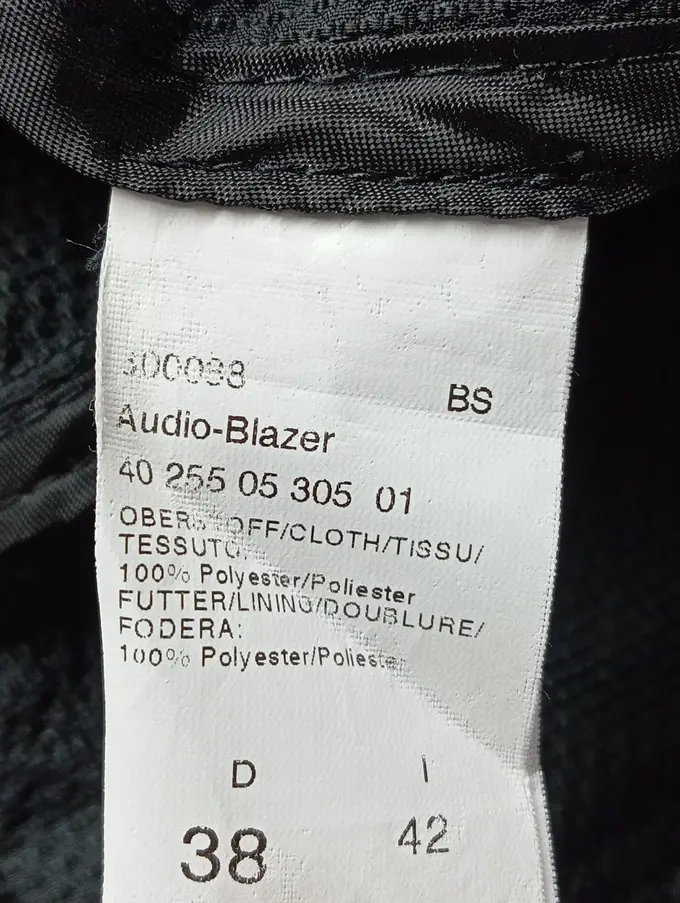 BS
Audio-Blazer
40 255 05 305 01
OBERSTOFF/CLOTH/TISSU/
TESSUTO:
100% Polyester/Poliester
FUTTER/LINING/DOUBLURE/
FODERA:
100% Polyester/Poliester
D I
38 42